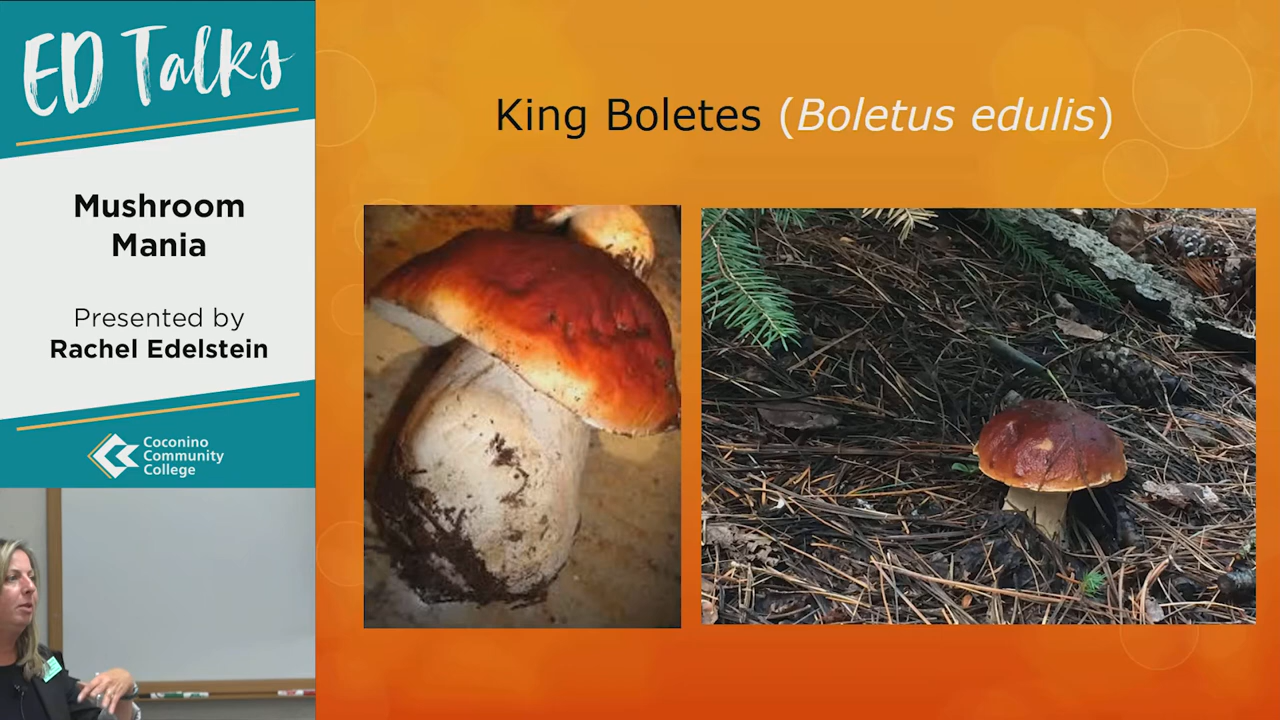 ED Talks
Mushroom
Mania
Presented by
Rachel Edelstein
Coconino
Community
College
King Boletes (Boletus edulis)